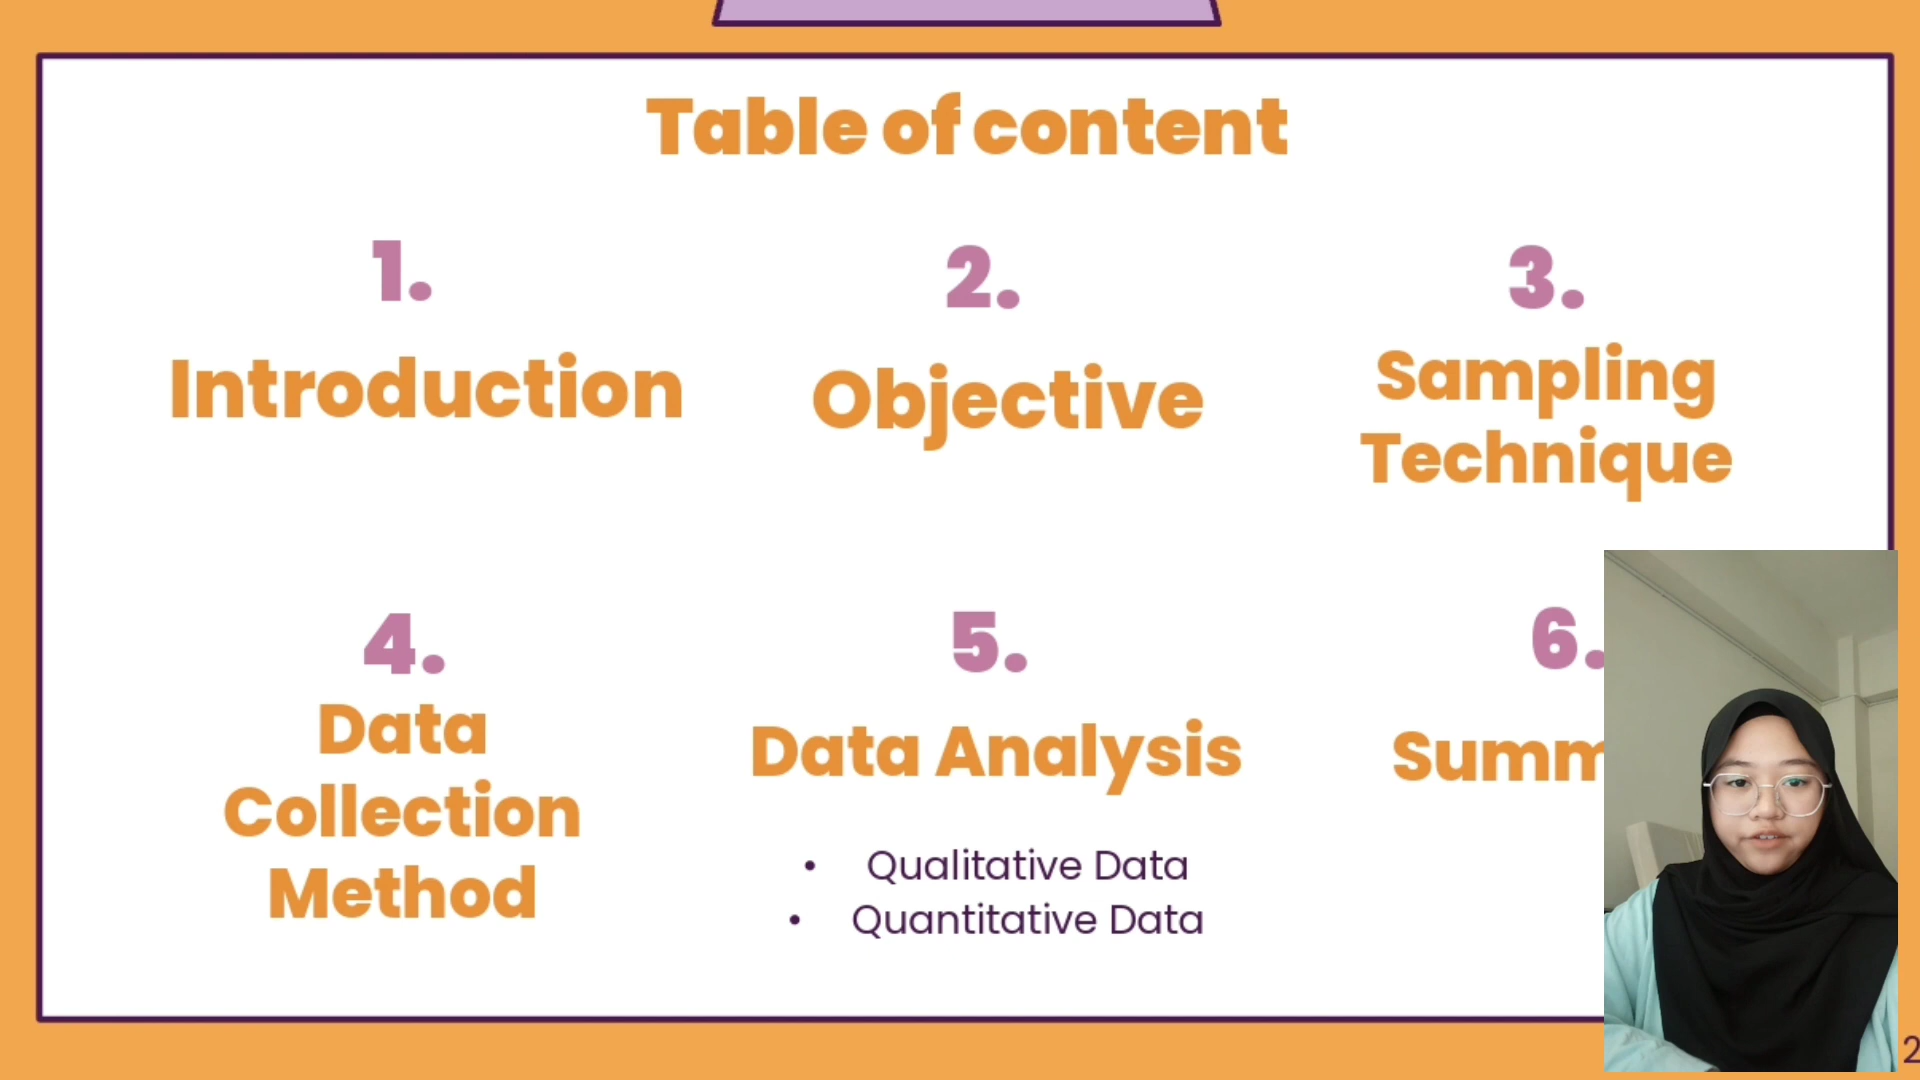 Table of content
1.
Introduction
2.
Objective
3.
Sampling
Technique
4.
Data
Collection
Method
5.
Data Analysis
• Qualitative Data
• Quantitative Data
6.
2